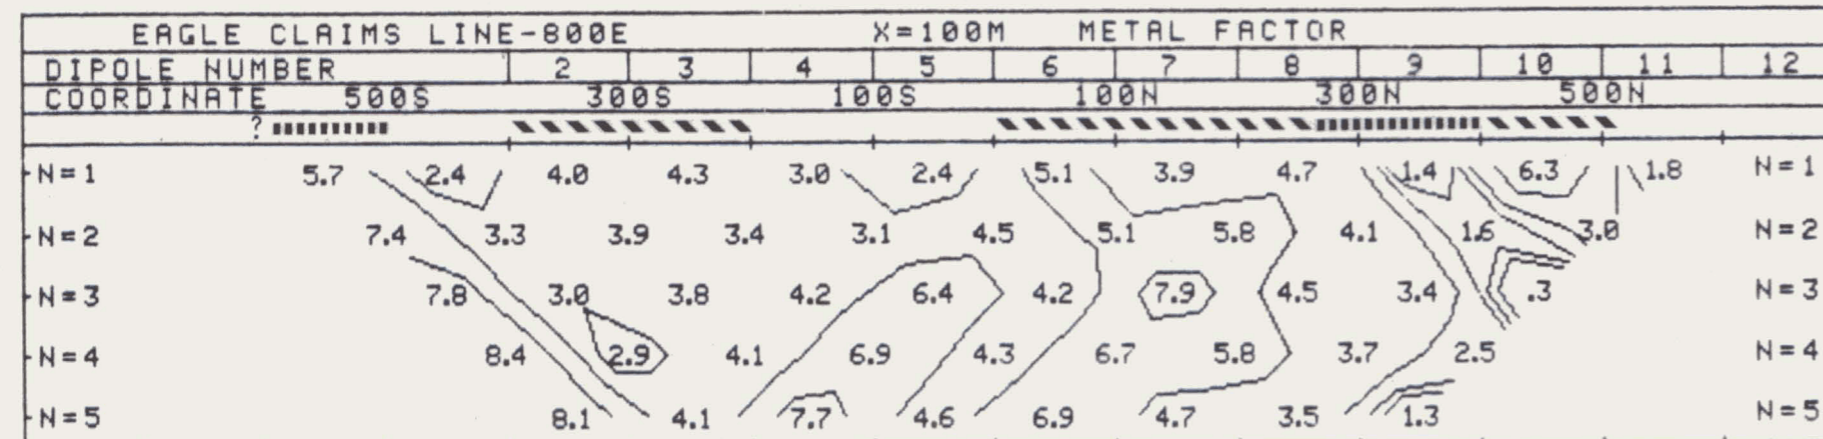 EAGLE CLAIMS LINE-800E X=100M METAL FACTOR
DIPOLE NUMBER 2 3 4 5 6 7 8 9 10 11 12
COORDINATE 500S 300S 100S 100N 300N 500N
?
N=1 5.7 2.4 4.0 4.3 3.0 2.4 5.1 3.9 4.7 1.4 6.3 1.8 N=1
N=2 7.4 3.3 3.9 3.4 3.1 4.5 5.1 5.8 4.1 1.6 3.0 N=2
N=3 7.8 3.0 3.8 4.2 6.4 4.2 7.9 4.5 3.4 .3 N=3
N=4 8.4 2.9 4.1 6.9 4.3 6.7 5.8 3.7 2.5 N=4
N=5 8.1 4.1 7.7 4.6 6.9 4.7 3.5 1.3 N=5